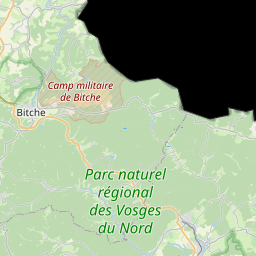 Camp militaire
de Bitche
Bitche
Parc naturel
régional
des Vosges
du Nord